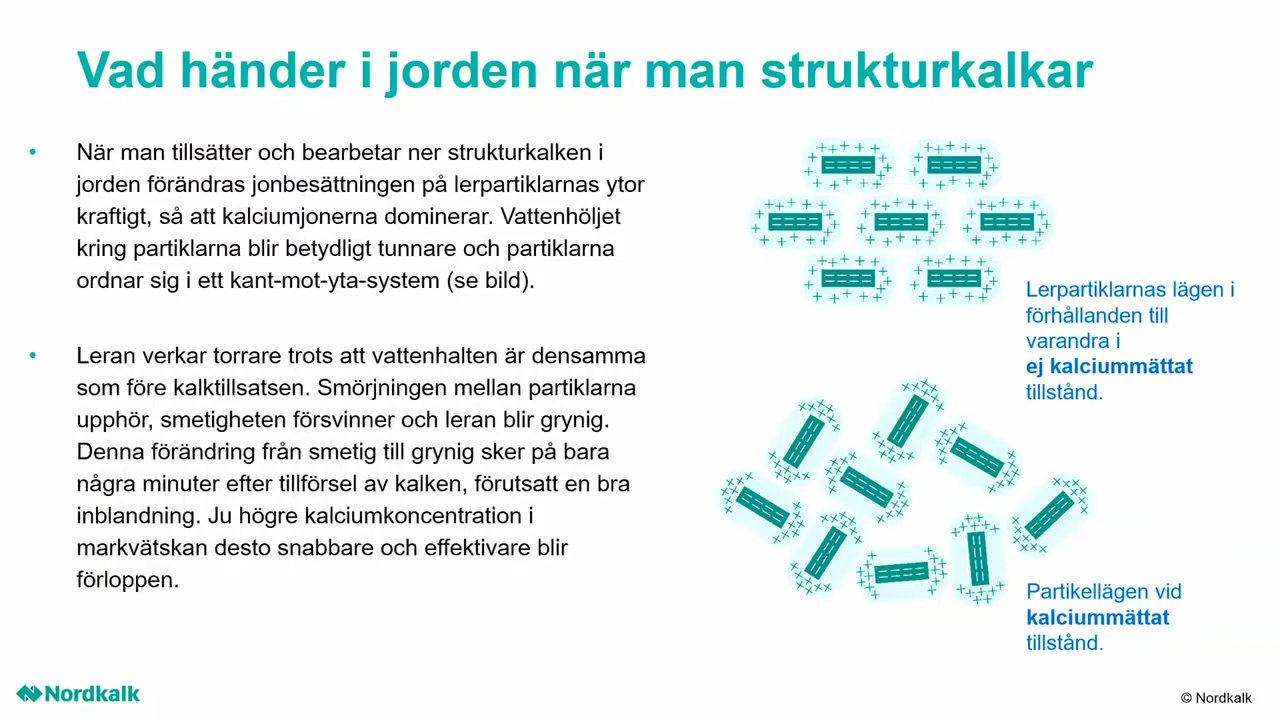 Vad händer i jorden när man strukturkalkar
• När man tillsätter och bearbetar ner strukturkalken i
jorden förändras jonbesättningen på lerpartiklarnas ytor
kraftigt, så att kalciumjonerna dominerar. Vattenhöljet
kring partiklarna blir betydligt tunnare och partiklarna
ordnar sig i ett kant-mot-yta-system (se bild).
• Leran verkar torrare trots att vattenhalten är densamma
som före kalktillsatsen. Smörjningen mellan partiklarna
upphör, smetigheten försvinner och leran blir grynig.
Denna förändring från smetig till grynig sker på bara
några minuter efter tillförsel av kalken, förutsatt en bra
inblandning. Ju högre kalciumkoncentration i
markvätskan desto snabbare och effektivare blir
förloppen.
Lerpartiklarnas lägen i
förhållanden till
varandra i
ej kalciummättat
tillstånd.
Partikellägen vid
kalciummättat
tillstånd.
Nordkalk
© Nordkalk